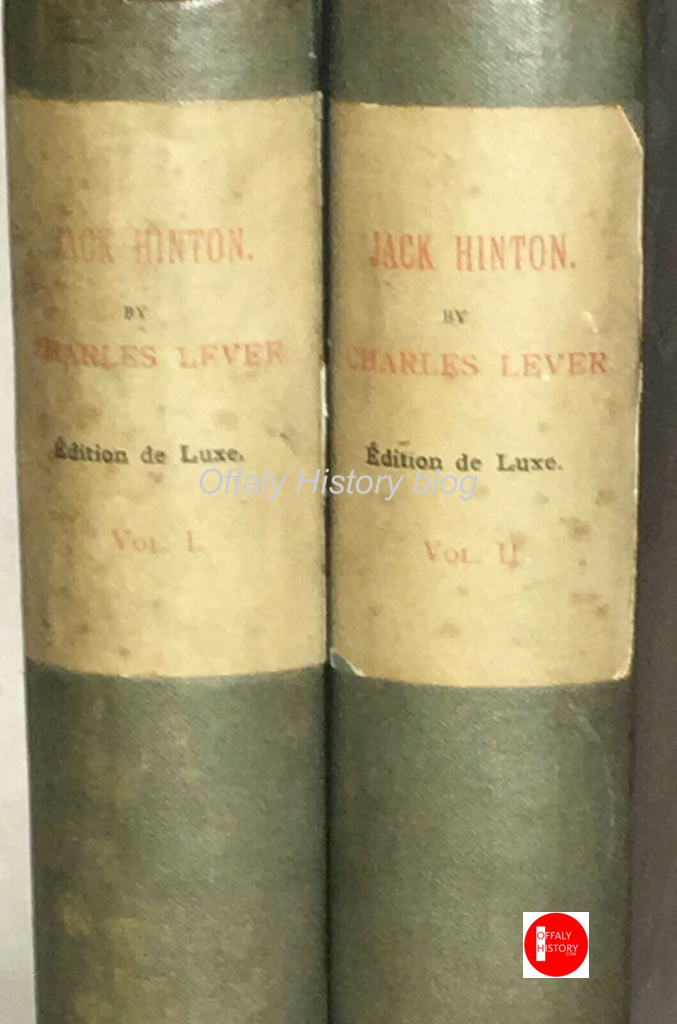 JACK HINTON.
BY
CHARLES LEVER
Édition de Luxe.
VOL. I.
JACK HINTON.
BY
CHARLES LEVER
Édition de Luxe.
VOL. II
Offaly History blog
OFFALY
HISTORY
.COM